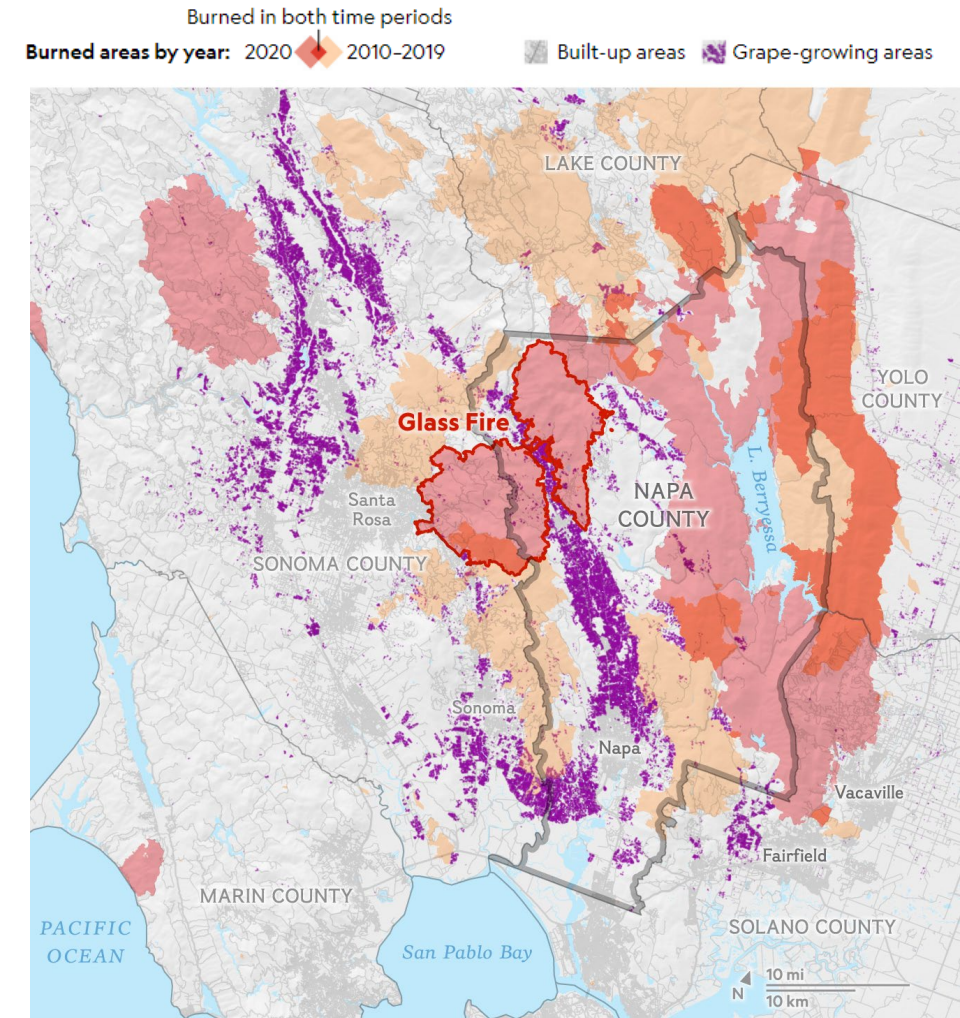 Burned in both time periods
Burned areas by year: 2020 2010–2019 Built-up areas Grape-growing areas
LAKE COUNTY
YOLO
COUNTY
Glass Fire
L. Berryessa
Santa
Rosa
NAPA
COUNTY
SONOMA COUNTY
Sonoma
Napa
Vacaville
Fairfield
MARIN COUNTY
SOLANO COUNTY
PACIFIC
OCEAN
San Pablo Bay
N
10 mi
10 km